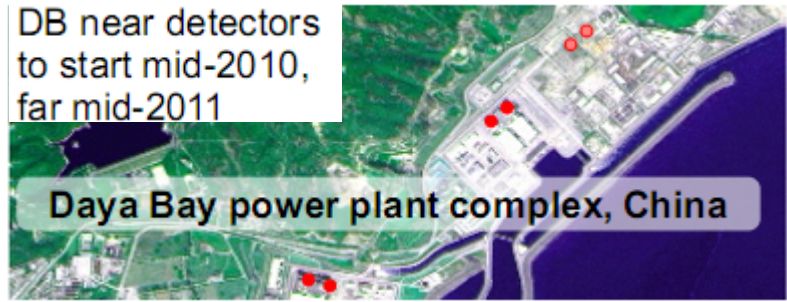 DB near detectors
to start mid-2010,
far mid-2011
Daya Bay power plant complex, China